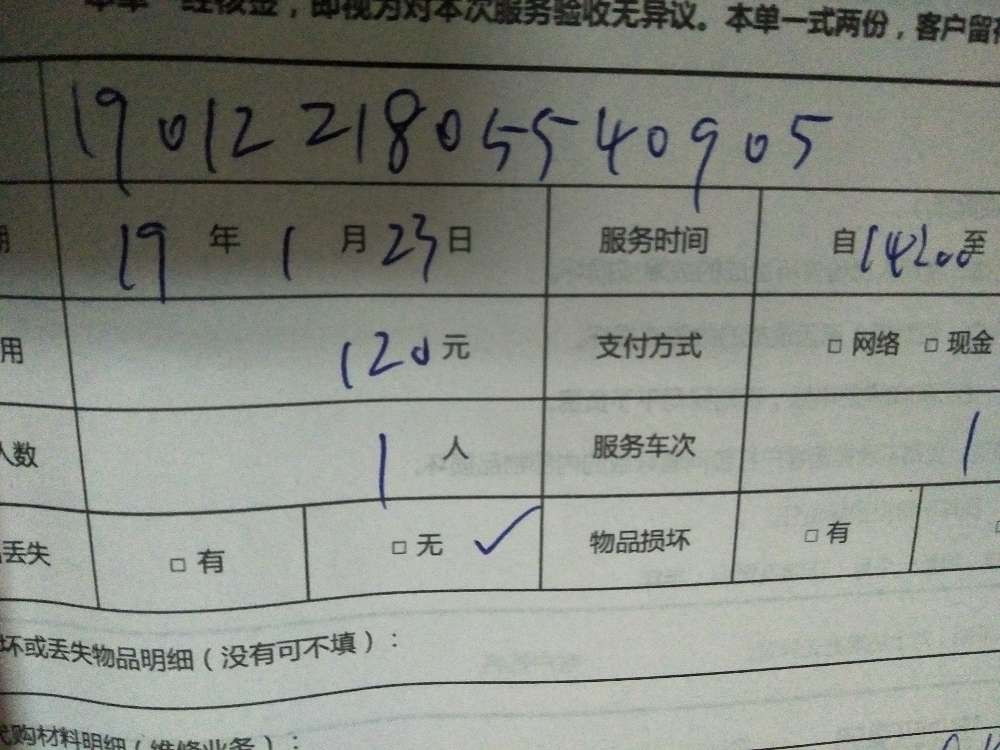 本单一经核签，即视为对本次服务验收无异议。本单一式两份，客户留
19012218055540905
期 19 年 1 月 23 日 服务时间 自 14:00 至
用 120 元 支付方式 □ 网络 □ 现金
人数 1 人 服务车次 1
丢失 □ 有 □ 无 ✓ 物品损坏 □ 有 □
坏或丢失物品明细（没有可不填）：
代购材料明细（维修业务）：